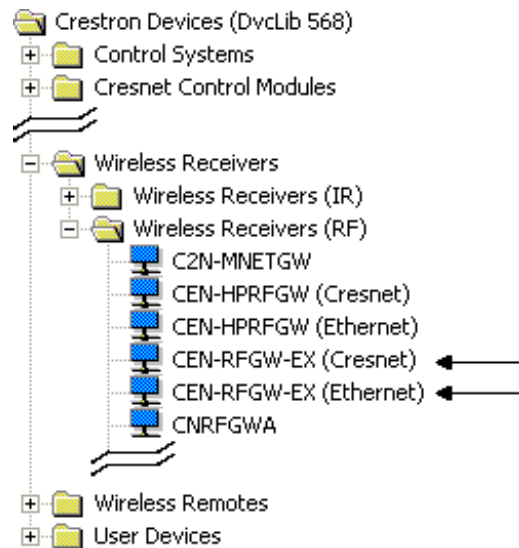 Crestron Devices (DvcLib 568)
Control Systems
Cresnet Control Modules
Wireless Receivers
Wireless Receivers (IR)
Wireless Receivers (RF)
C2N-MNETGW
CEN-HPRFGW (Cresnet)
CEN-HPRFGW (Ethernet)
CEN-RFGW-EX (Cresnet)
CEN-RFGW-EX (Ethernet)
CNRFGWA
Wireless Remotes
User Devices